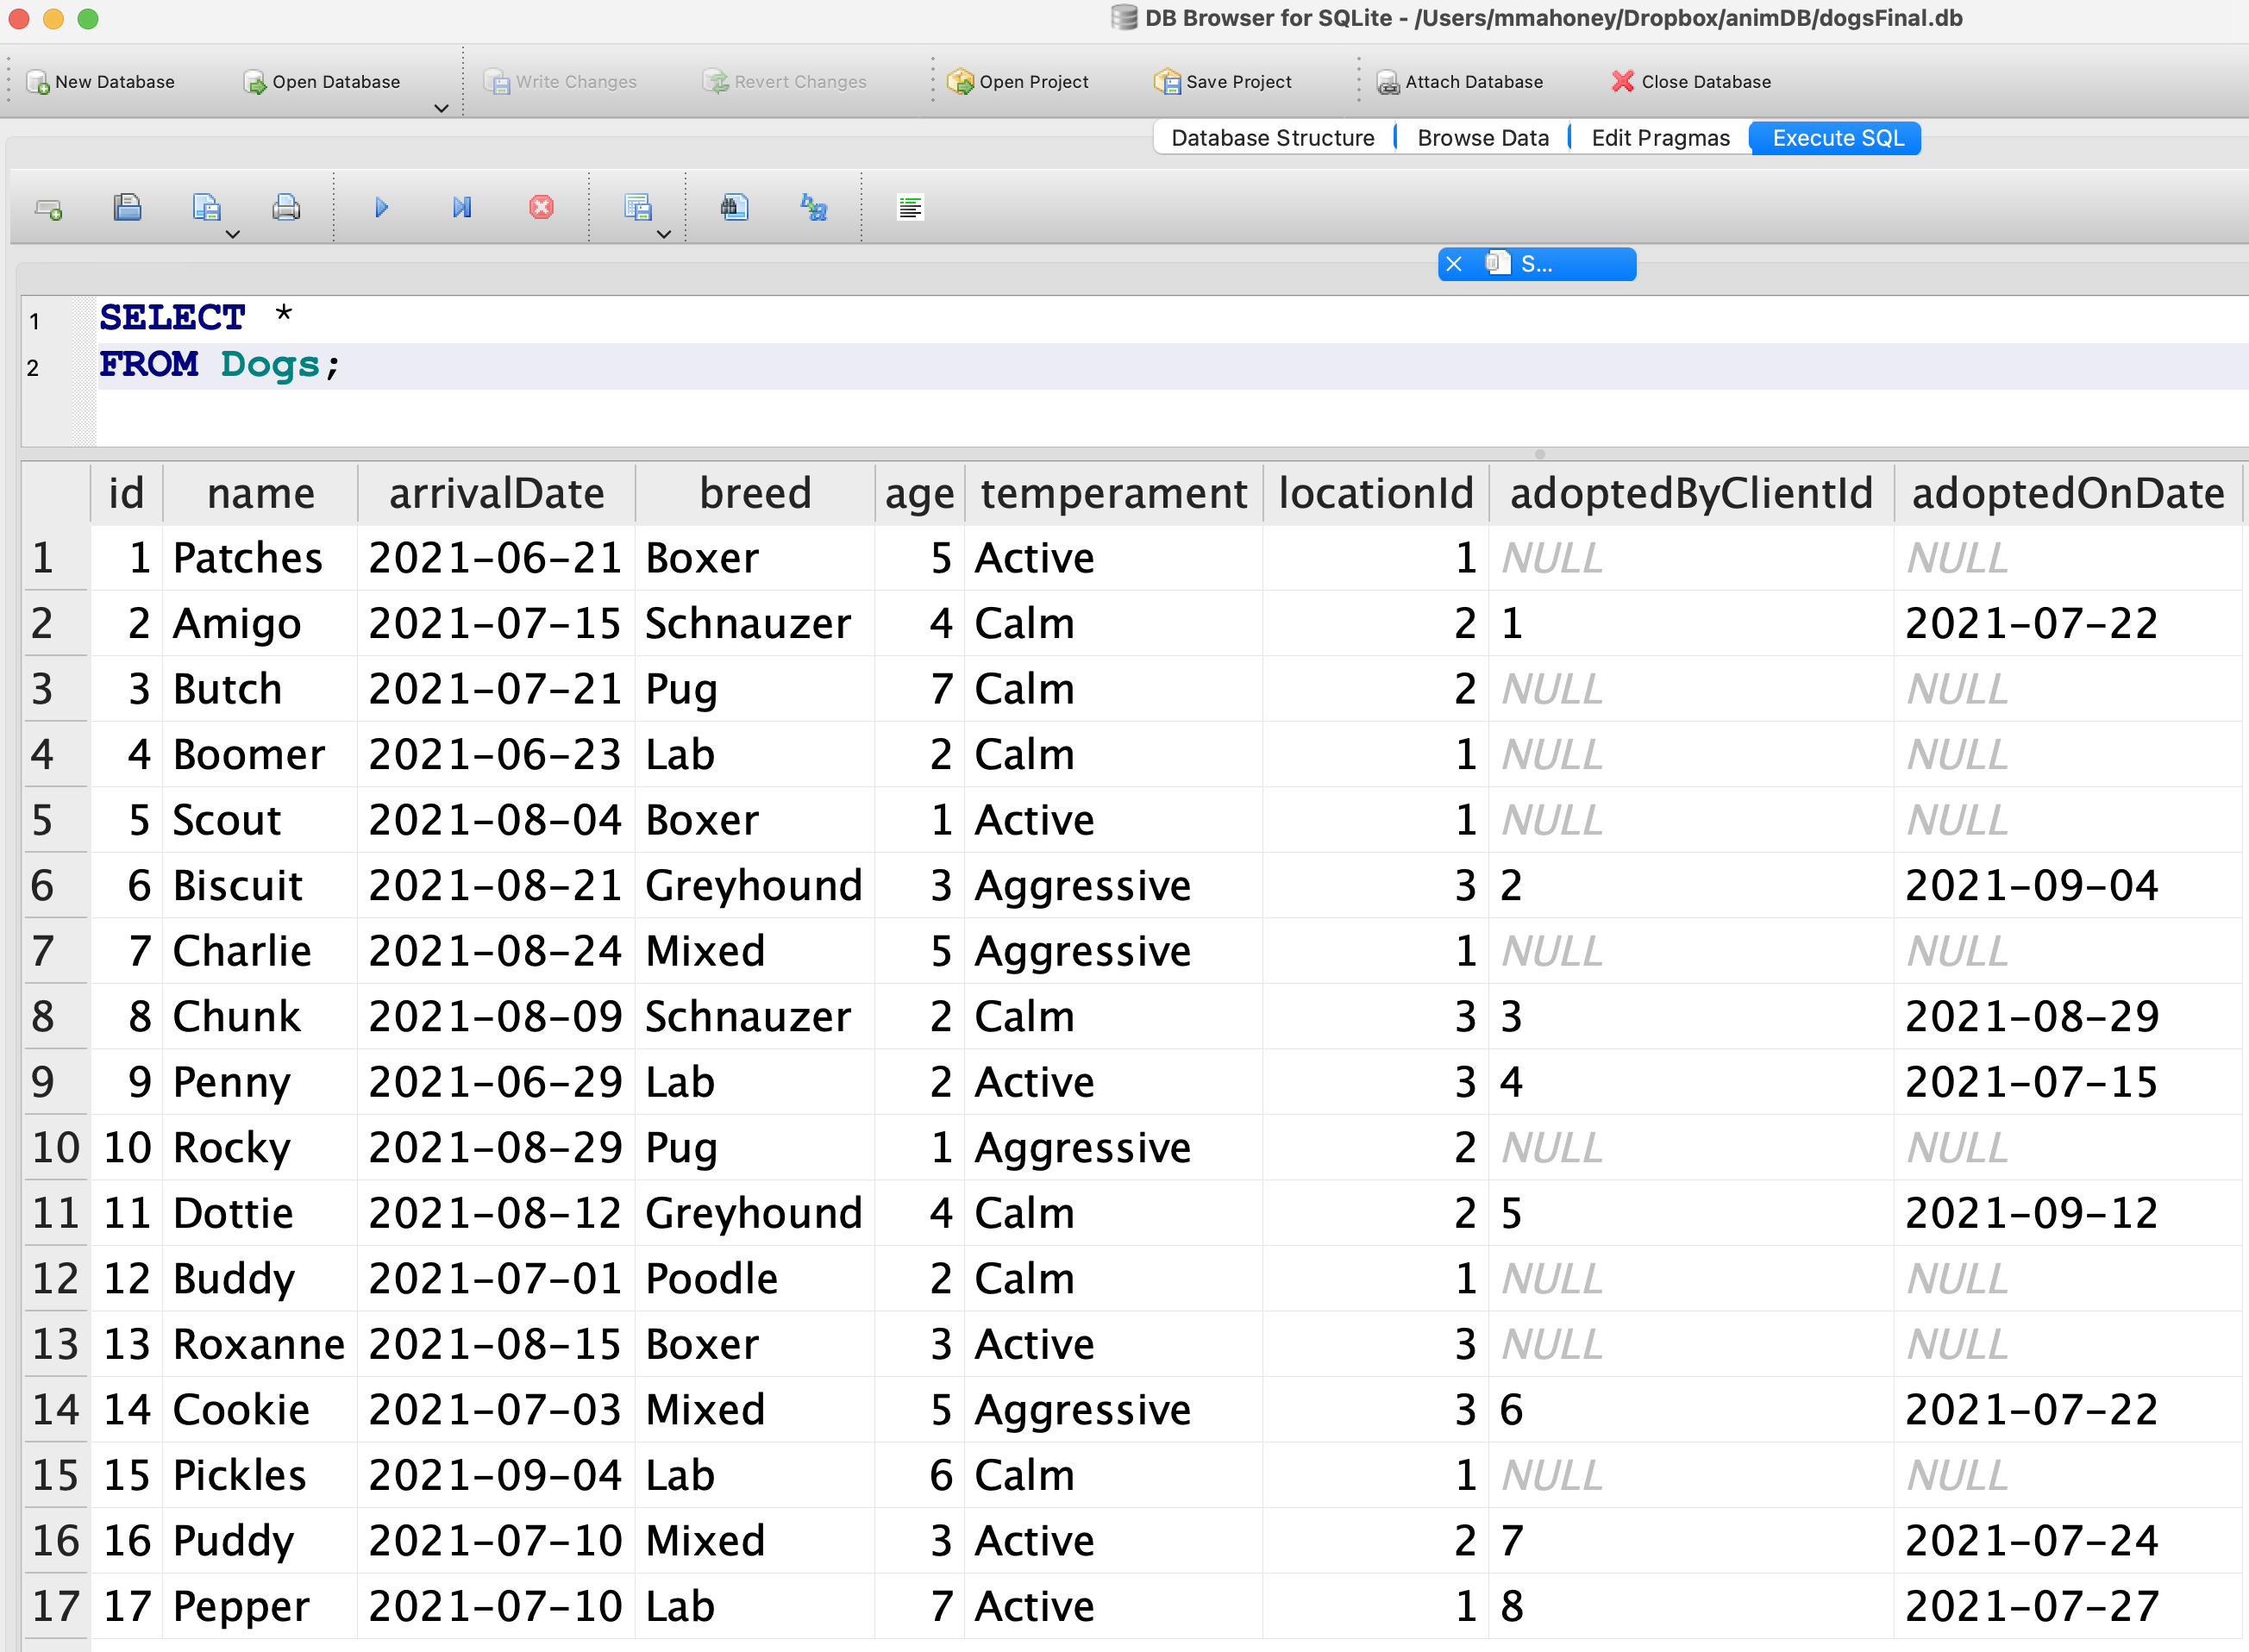 DB Browser for SQLite - /Users/mmahoney/Dropbox/animDB/dogsFinal.db
New Database Open Database Write Changes Revert Changes Open Project Save Project Attach Database Close Database
Database Structure Browse Data Edit Pragmas Execute SQL
S...
1 SELECT *
2 FROM Dogs;
id name arrivalDate breed age temperament locationId adoptedByClientId adoptedOnDate
1 1 Patches 2021-06-21 Boxer 5 Active 1 NULL NULL
2 2 Amigo 2021-07-15 Schnauzer 4 Calm 2 1 2021-07-22
3 3 Butch 2021-07-21 Pug 7 Calm 2 NULL NULL
4 4 Boomer 2021-06-23 Lab 2 Calm 1 NULL NULL
5 5 Scout 2021-08-04 Boxer 1 Active 1 NULL NULL
6 6 Biscuit 2021-08-21 Greyhound 3 Aggressive 3 2 2021-09-04
7 7 Charlie 2021-08-24 Mixed 5 Aggressive 1 NULL NULL
8 8 Chunk 2021-08-09 Schnauzer 2 Calm 3 3 2021-08-29
9 9 Penny 2021-06-29 Lab 2 Active 3 4 2021-07-15
10 10 Rocky 2021-08-29 Pug 1 Aggressive 2 NULL NULL
11 11 Dottie 2021-08-12 Greyhound 4 Calm 2 5 2021-09-12
12 12 Buddy 2021-07-01 Poodle 2 Calm 1 NULL NULL
13 13 Roxanne 2021-08-15 Boxer 3 Active 3 NULL NULL
14 14 Cookie 2021-07-03 Mixed 5 Aggressive 3 6 2021-07-22
15 15 Pickles 2021-09-04 Lab 6 Calm 1 NULL NULL
16 16 Puddy 2021-07-10 Mixed 3 Active 2 7 2021-07-24
17 17 Pepper 2021-07-10 Lab 7 Active 1 8 2021-07-27